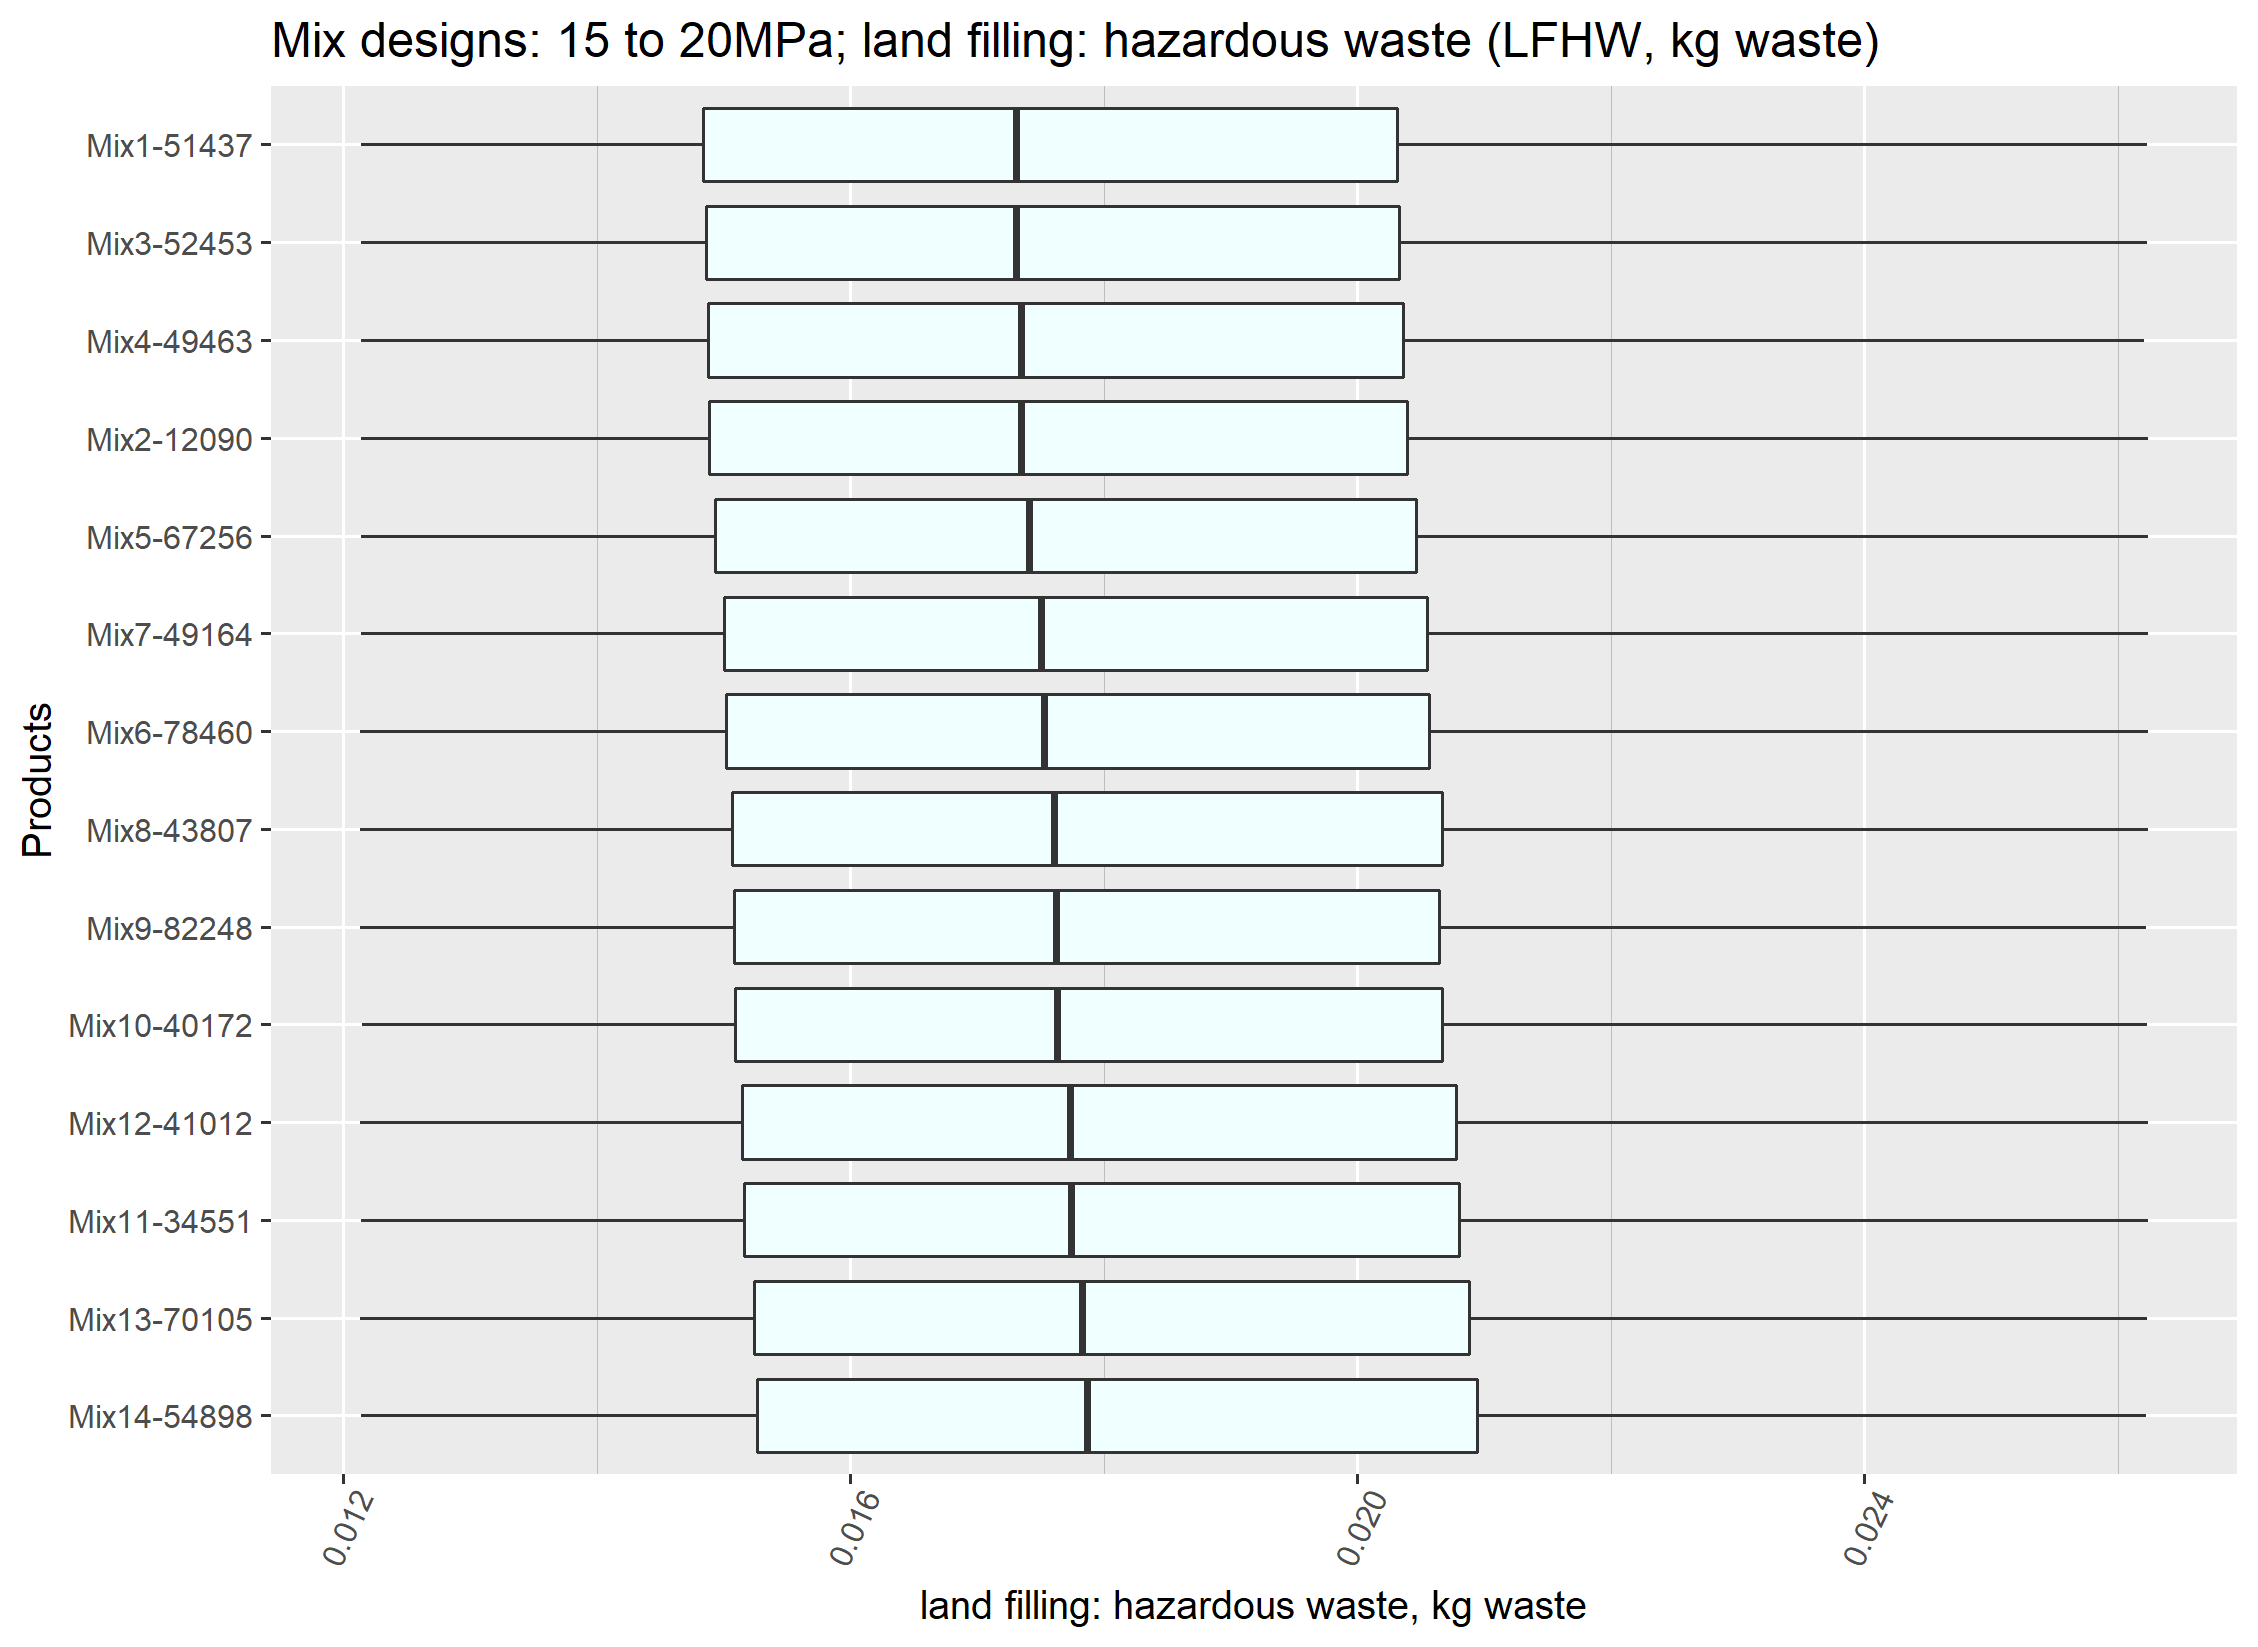 Mix designs: 15 to 20MPa; land filling: hazardous waste (LFHW, kg waste)
Products
Mix1-51437
Mix3-52453
Mix4-49463
Mix2-12090
Mix5-67256
Mix7-49164
Mix6-78460
Mix8-43807
Mix9-82248
Mix10-40172
Mix12-41012
Mix11-34551
Mix13-70105
Mix14-54898
0.012
0.016
0.020
0.024
land filling: hazardous waste, kg waste